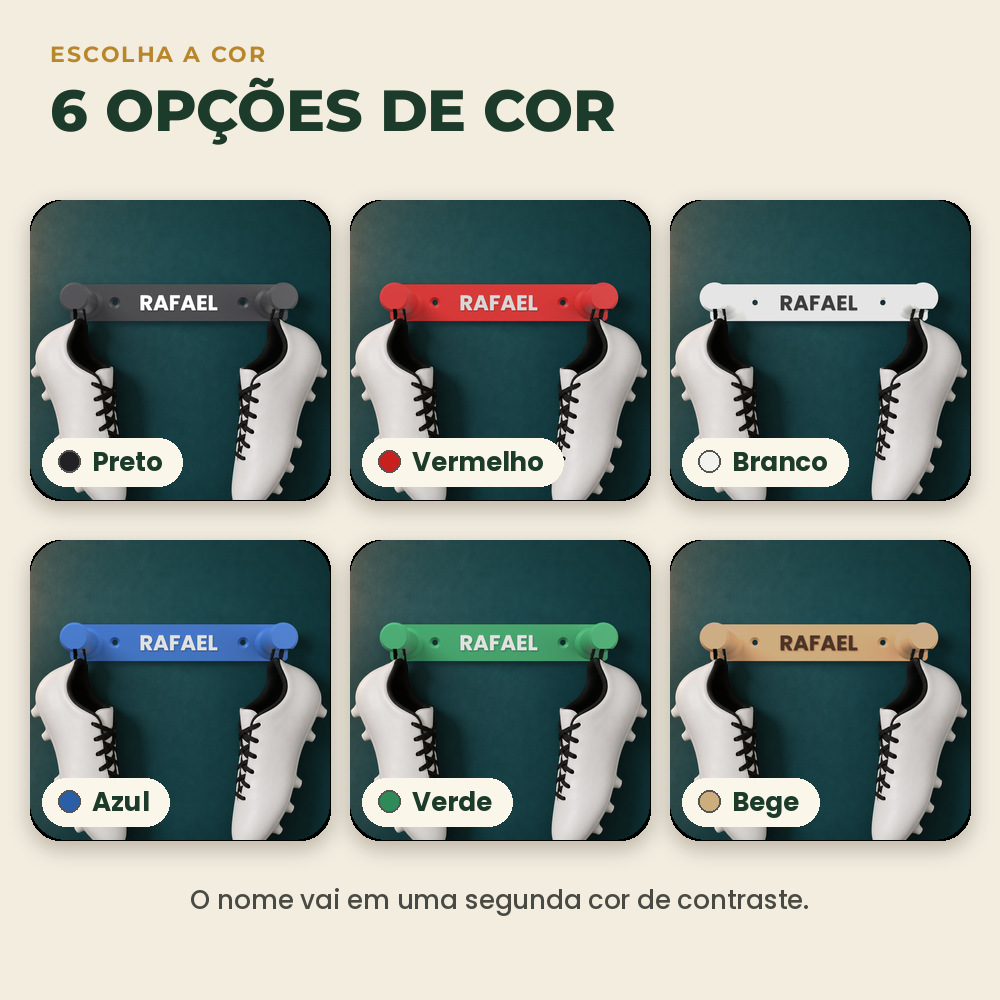 ESCOLHA A COR
6 OPÇÕES DE COR
RAFAEL
RAFAEL
RAFAEL
Preto
Vermelho
Branco
RAFAEL
RAFAEL
RAFAEL
Azul
Verde
Bege
O nome vai em uma segunda cor de contraste.